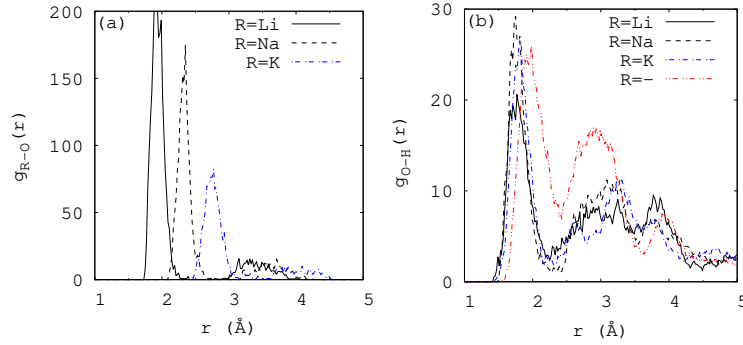 (a)
R=Li
R=Na
R=K
200
150
100
50
0
1 2 3 4 5
g_R-O(r)
r (Å)
(b)
R=Li
R=Na
R=K
R=-
30
20
10
0
1 2 3 4 5
g_O-H(r)
r (Å)